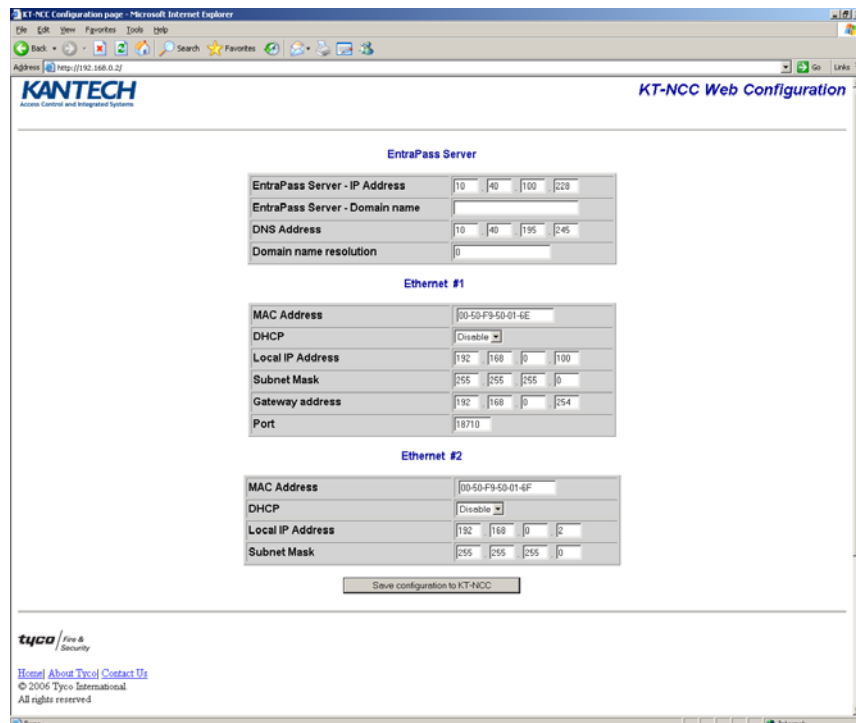 KT-NCC Configuration page - Microsoft Internet Explorer
File Edit View Favorites Tools Help
Back Search Favorites
Address http://192.168.0.2/ Go Links
KANTECH
Access Control and Integrated Systems
KT-NCC Web Configuration
EntraPass Server
EntraPass Server - IP Address 10 . 40 . 100 . 228
EntraPass Server - Domain name
DNS Address 10 . 40 . 195 . 245
Domain name resolution 0
Ethernet #1
MAC Address 00-50-F9-50-01-6E
DHCP Disable
Local IP Address 192 . 168 . 0 . 100
Subnet Mask 255 . 255 . 255 . 0
Gateway address 192 . 168 . 0 . 254
Port 18710
Ethernet #2
MAC Address 00-50-F9-50-01-6F
DHCP Disable
Local IP Address 192 . 168 . 0 . 2
Subnet Mask 255 . 255 . 255 . 0
Save configuration to KT-NCC
tyco / Fire & Security
Home| About Tyco| Contact Us
© 2006 Tyco International
All rights reserved